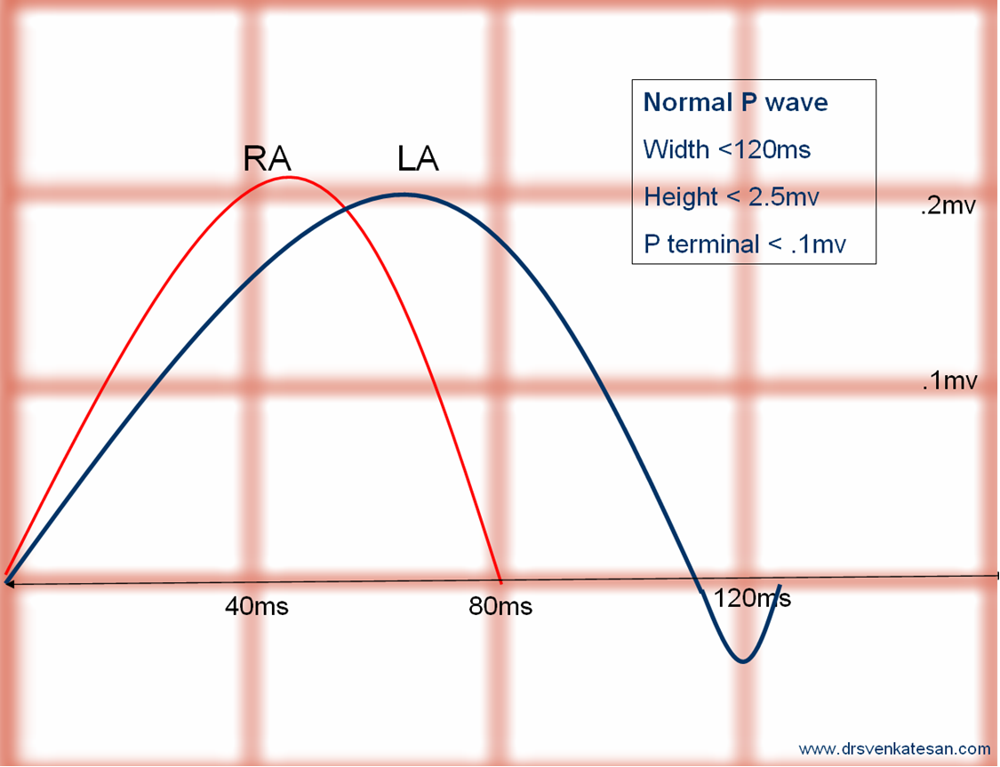 RA LA
Normal P wave
Width <120ms
Height < 2.5mv
P terminal < .1mv
.2mv
.1mv
40ms 80ms 120ms
www.drsvenkatesan.com